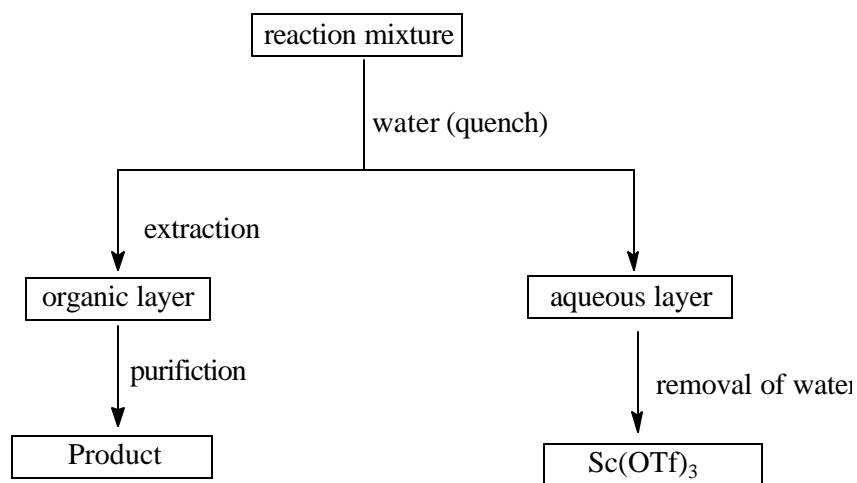 reaction mixture
water (quench)
extraction
organic layer
aqueous layer
purifiction
removal of water
Product
Sc(OTf)₃